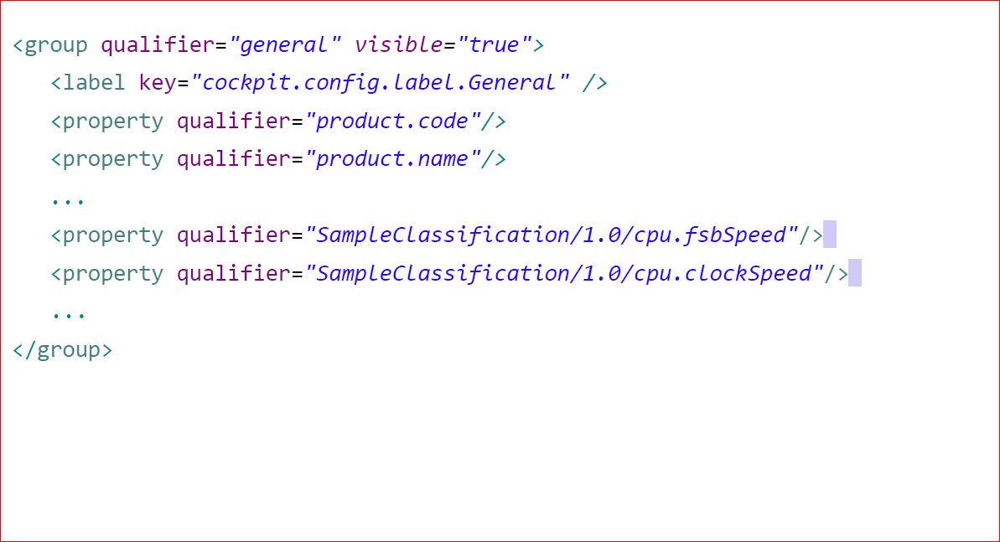 <group qualifier="general" visible="true">
<label key="cockpit.config.label.General" />
<property qualifier="product.code"/>
<property qualifier="product.name"/>
...
<property qualifier="SampleClassification/1.0/cpu.fsbSpeed"/>
<property qualifier="SampleClassification/1.0/cpu.clockSpeed"/>
...
</group>